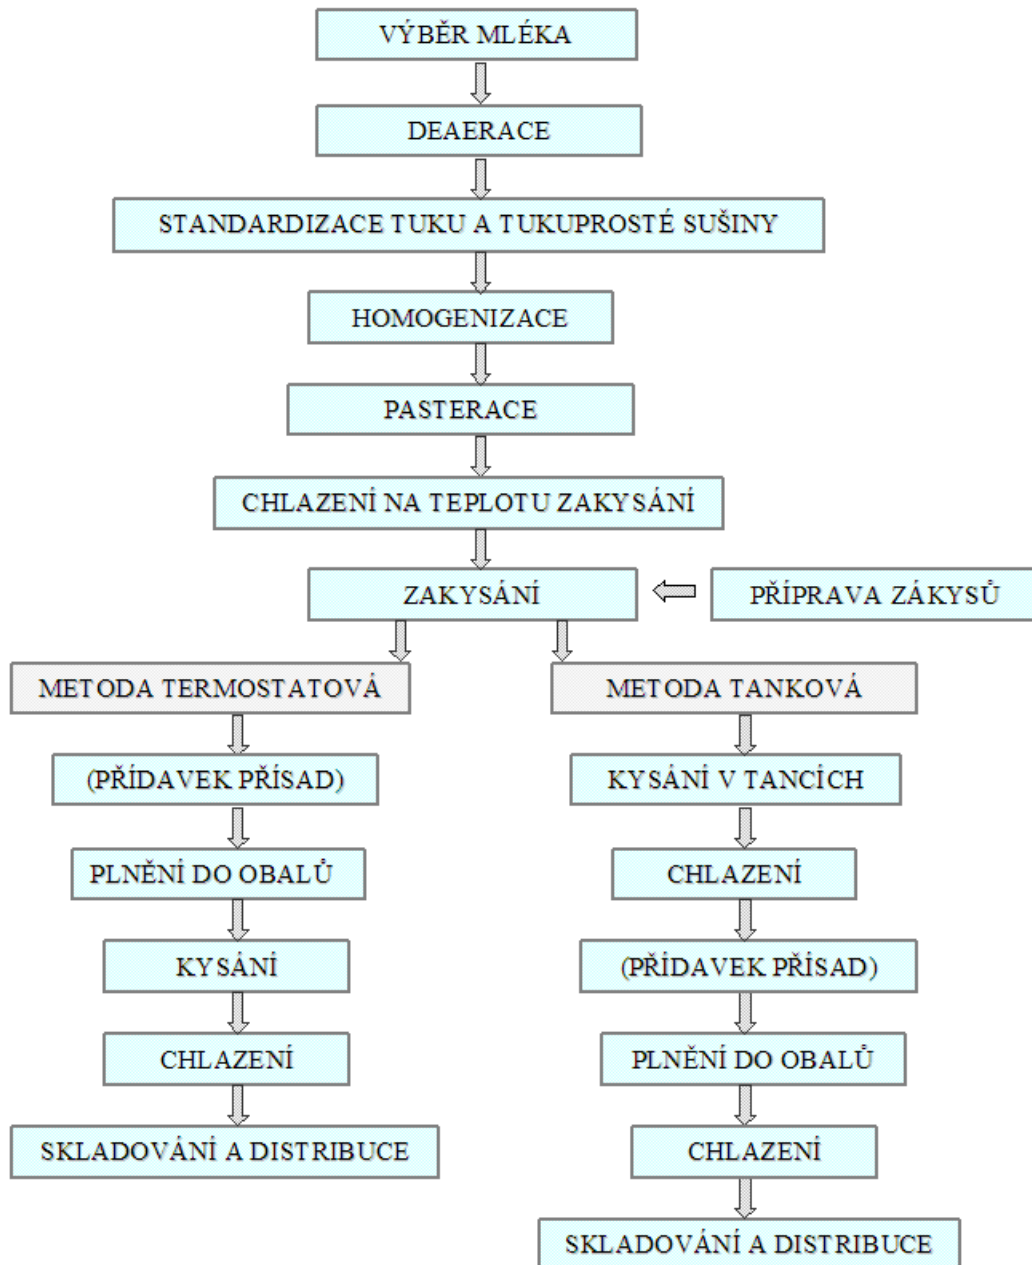 VÝBĚR MLÉKA
DEAERACE
STANDARDIZACE TUKU A TUKUPROSTÉ SUŠINY
HOMOGENIZACE
PASTERACE
CHLAZENÍ NA TEPLOTU ZAKYSÁNÍ
ZAKYSÁNÍ
PŘÍPRAVA ZÁKYSŮ
METODA TERMOSTATOVÁ
(PŘÍDAVEK PŘÍSAD)
PLNĚNÍ DO OBALŮ
KYSÁNÍ
CHLAZENÍ
SKLADOVÁNÍ A DISTRIBUCE
METODA TANKOVÁ
KYSÁNÍ V TANCÍCH
CHLAZENÍ
(PŘÍDAVEK PŘÍSAD)
PLNĚNÍ DO OBALŮ
CHLAZENÍ
SKLADOVÁNÍ A DISTRIBUCE